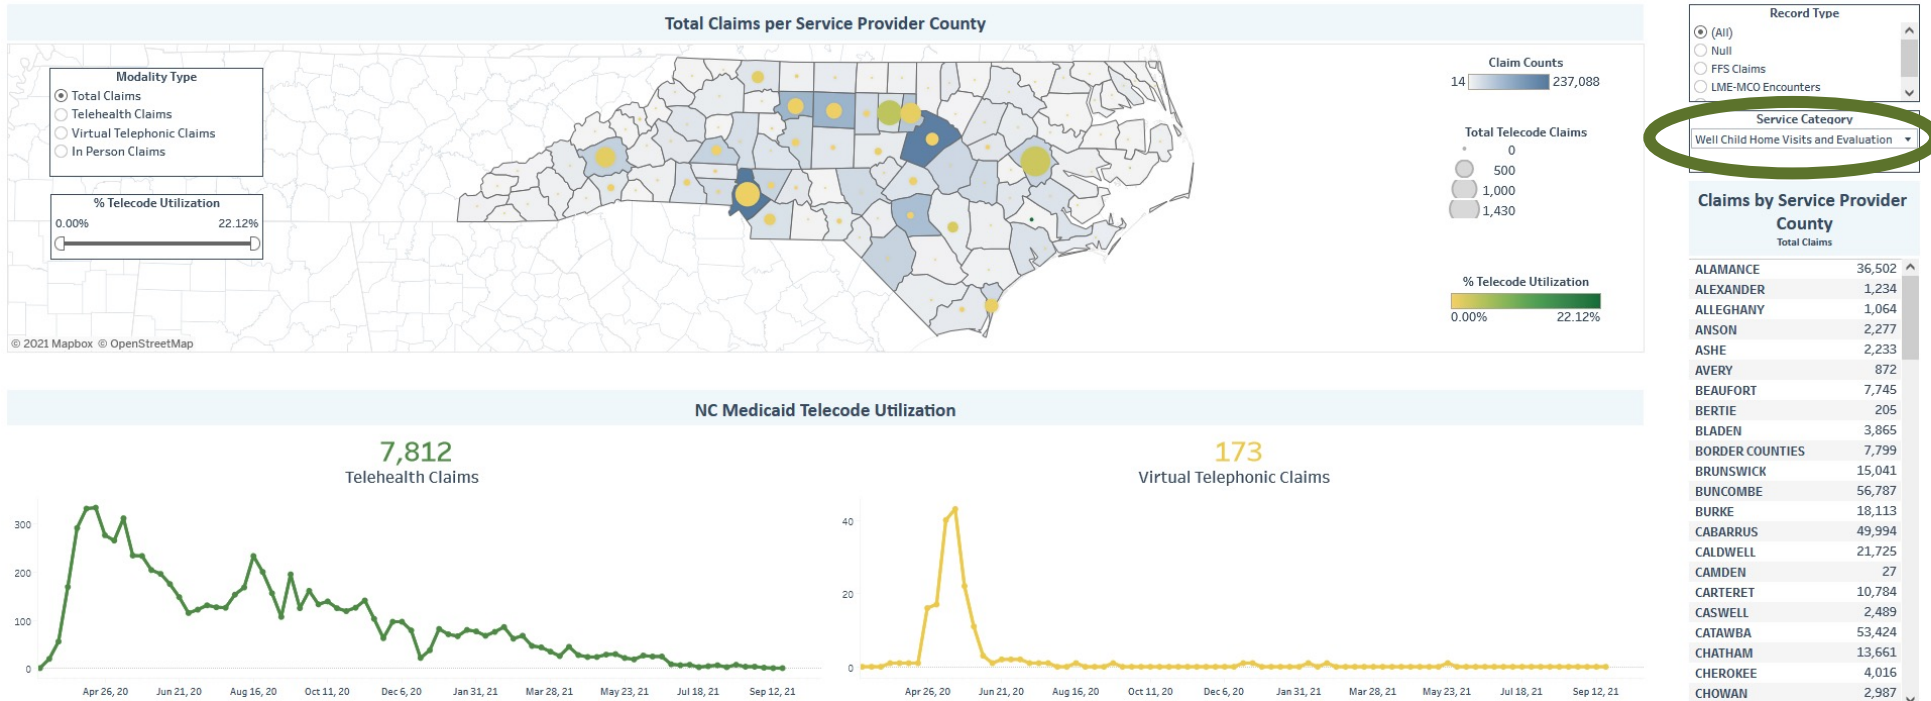 Total Claims per Service Provider County
Modality Type
Total Claims
Telehealth Claims
Virtual Telephonic Claims
In Person Claims
% Telecode Utilization
0.00% 22.12%
© 2021 Mapbox © OpenStreetMap
Claim Counts
14 237,088
Total Telecode Claims
0
500
1,000
1,430
% Telecode Utilization
0.00% 22.12%
Record Type
(All)
Null
FFS Claims
LME-MCO Encounters
Service Category
Well Child Home Visits and Evaluation
Claims by Service Provider
County
Total Claims
ALAMANCE 36,502
ALEXANDER 1,234
ALLEGHANY 1,064
ANSON 2,277
ASHE 2,233
AVERY 872
BEAUFORT 7,745
BERTIE 205
BLADEN 3,865
BORDER COUNTIES 7,799
BRUNSWICK 15,041
BUNCOMBE 56,787
BURKE 18,113
CABARRUS 49,994
CALDWELL 21,725
CAMDEN 27
CARTERET 10,784
CASWELL 2,489
CATAWBA 53,424
CHATHAM 13,661
CHEROKEE 4,016
CHOWAN 2,987
NC Medicaid Telecode Utilization
7,812
Telehealth Claims
300
200
100
0
Apr 26, 20 Jun 21, 20 Aug 16, 20 Oct 11, 20 Dec 6, 20 Jan 31, 21 Mar 28, 21 May 23, 21 Jul 18, 21 Sep 12, 21
173
Virtual Telephonic Claims
40
20
0
Apr 26, 20 Jun 21, 20 Aug 16, 20 Oct 11, 20 Dec 6, 20 Jan 31, 21 Mar 28, 21 May 23, 21 Jul 18, 21 Sep 12, 21